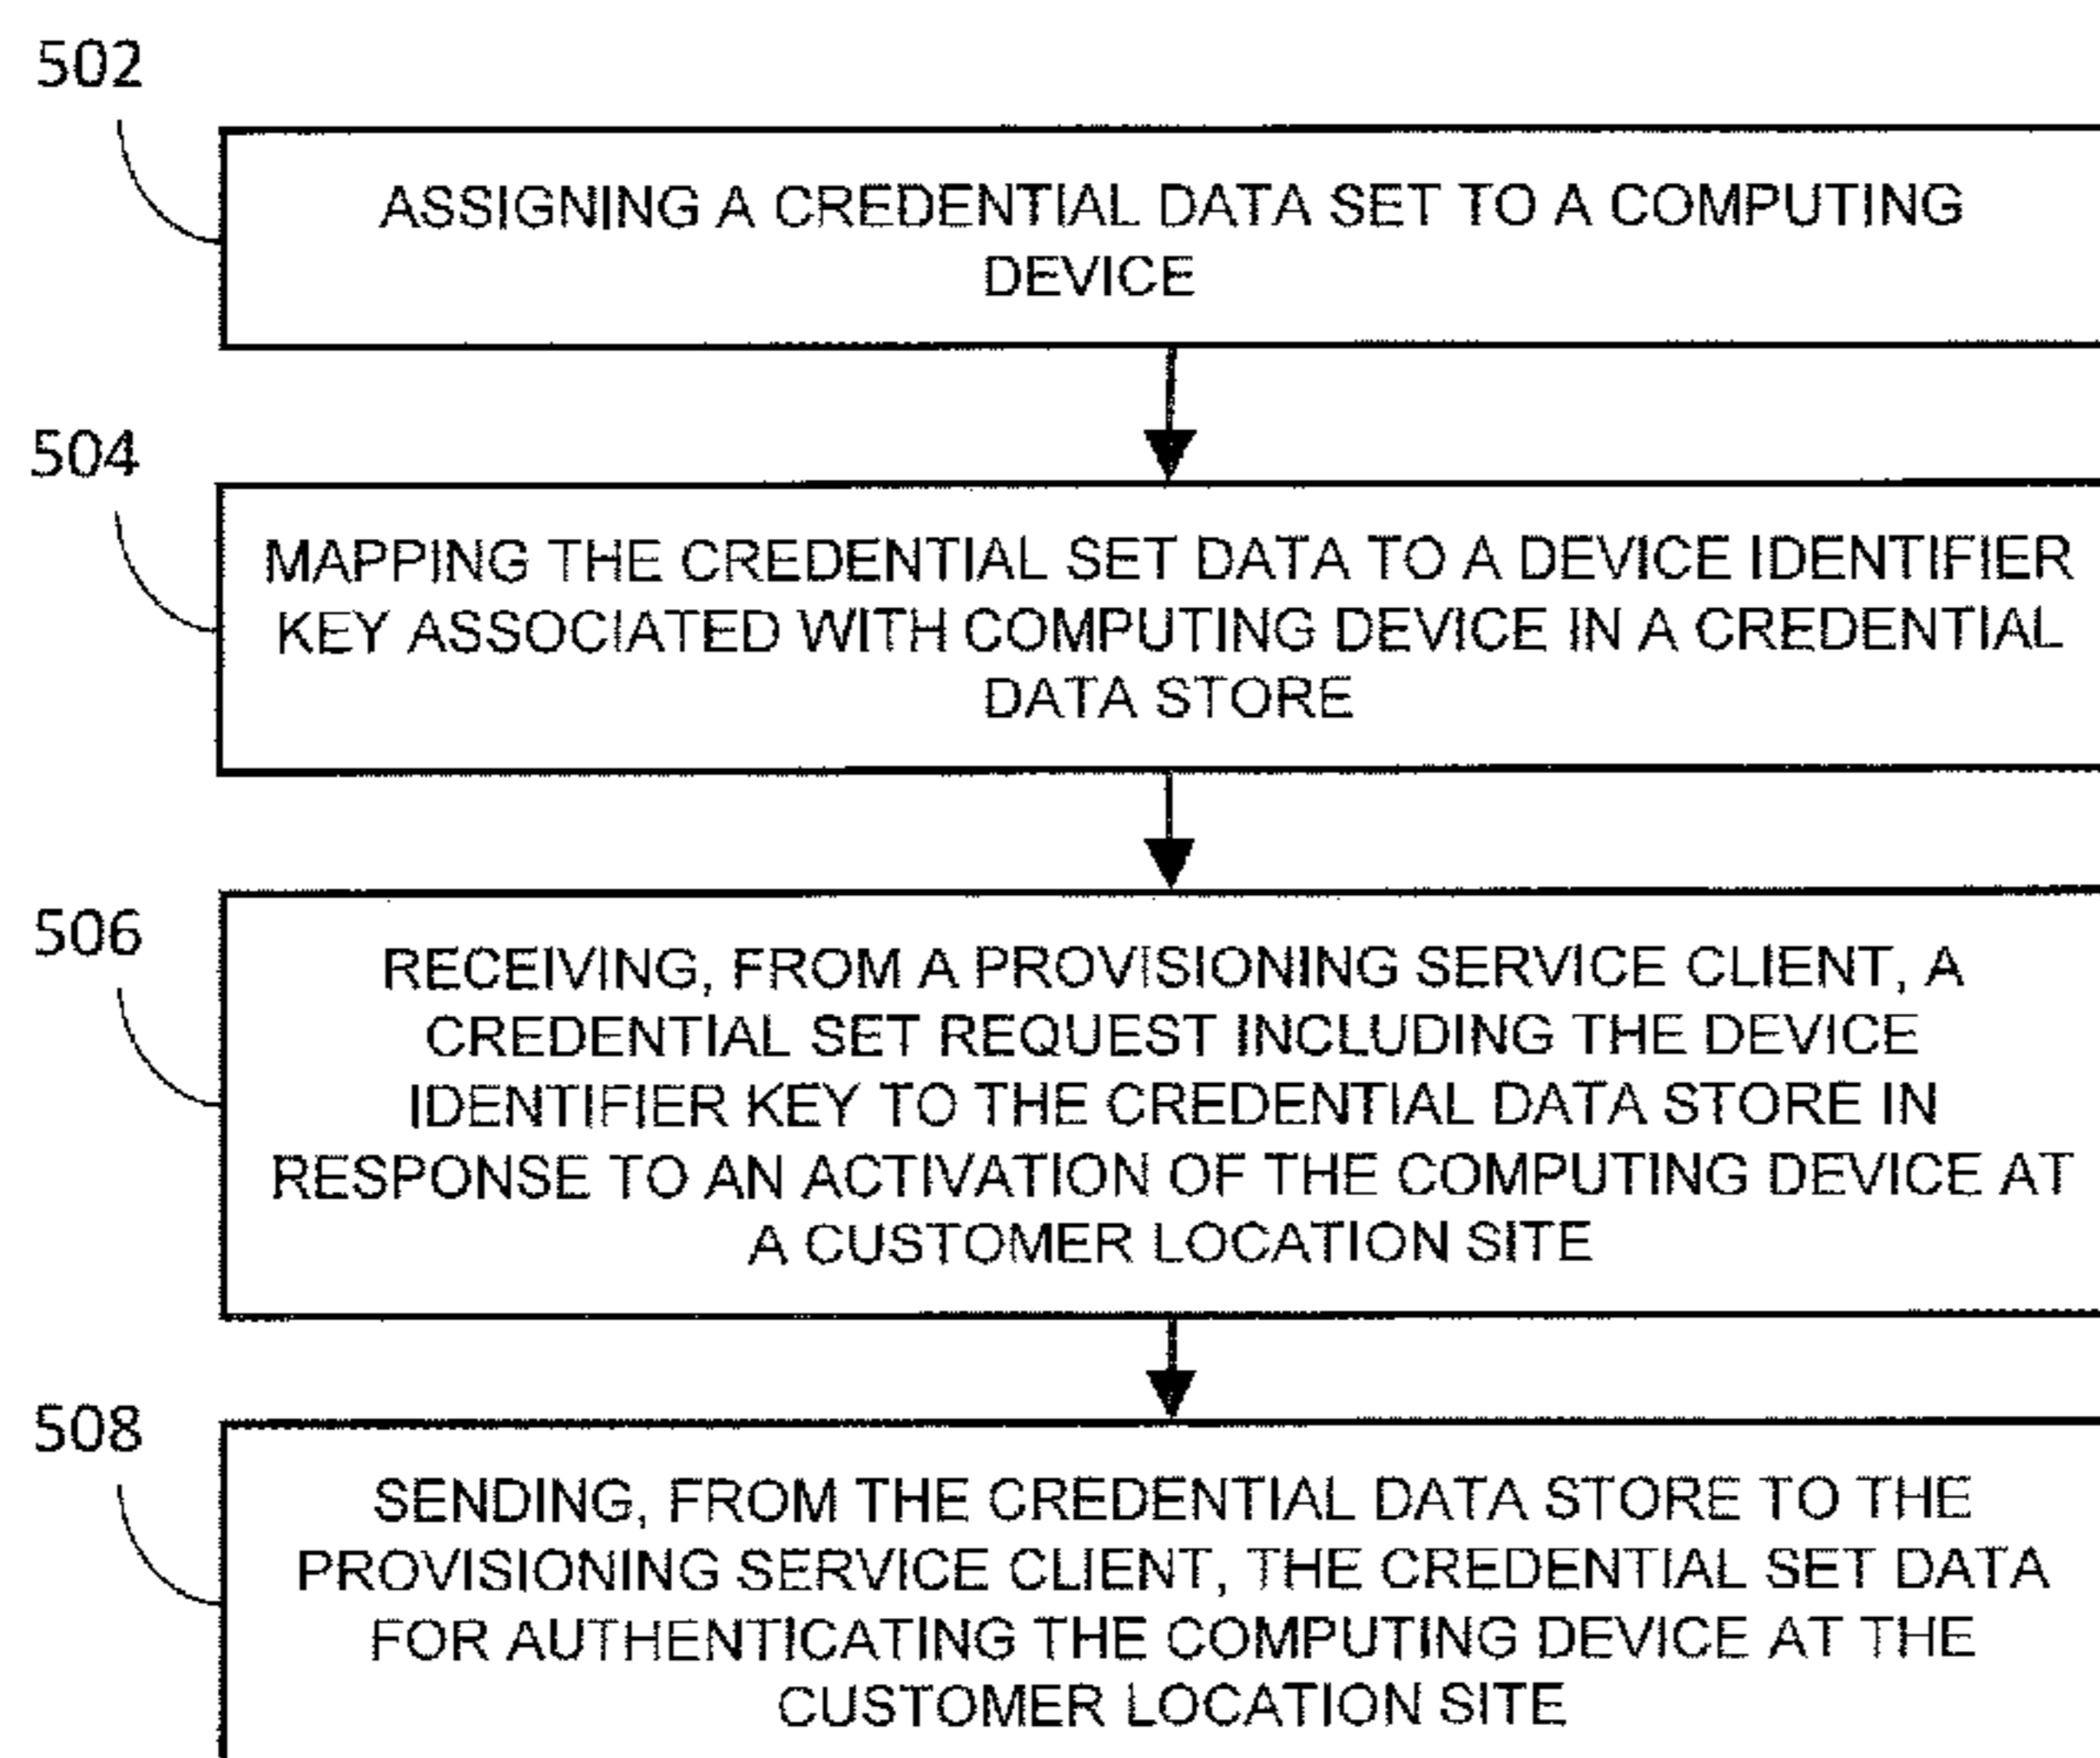 502
ASSIGNING A CREDENTIAL DATA SET TO A COMPUTING
DEVICE
504
MAPPING THE CREDENTIAL SET DATA TO A DEVICE IDENTIFIER
KEY ASSOCIATED WITH COMPUTING DEVICE IN A CREDENTIAL
DATA STORE
506
RECEIVING, FROM A PROVISIONING SERVICE CLIENT, A
CREDENTIAL SET REQUEST INCLUDING THE DEVICE
IDENTIFIER KEY TO THE CREDENTIAL DATA STORE IN
RESPONSE TO AN ACTIVATION OF THE COMPUTING DEVICE AT
A CUSTOMER LOCATION SITE
508
SENDING, FROM THE CREDENTIAL DATA STORE TO THE
PROVISIONING SERVICE CLIENT, THE CREDENTIAL SET DATA
FOR AUTHENTICATING THE COMPUTING DEVICE AT THE
CUSTOMER LOCATION SITE